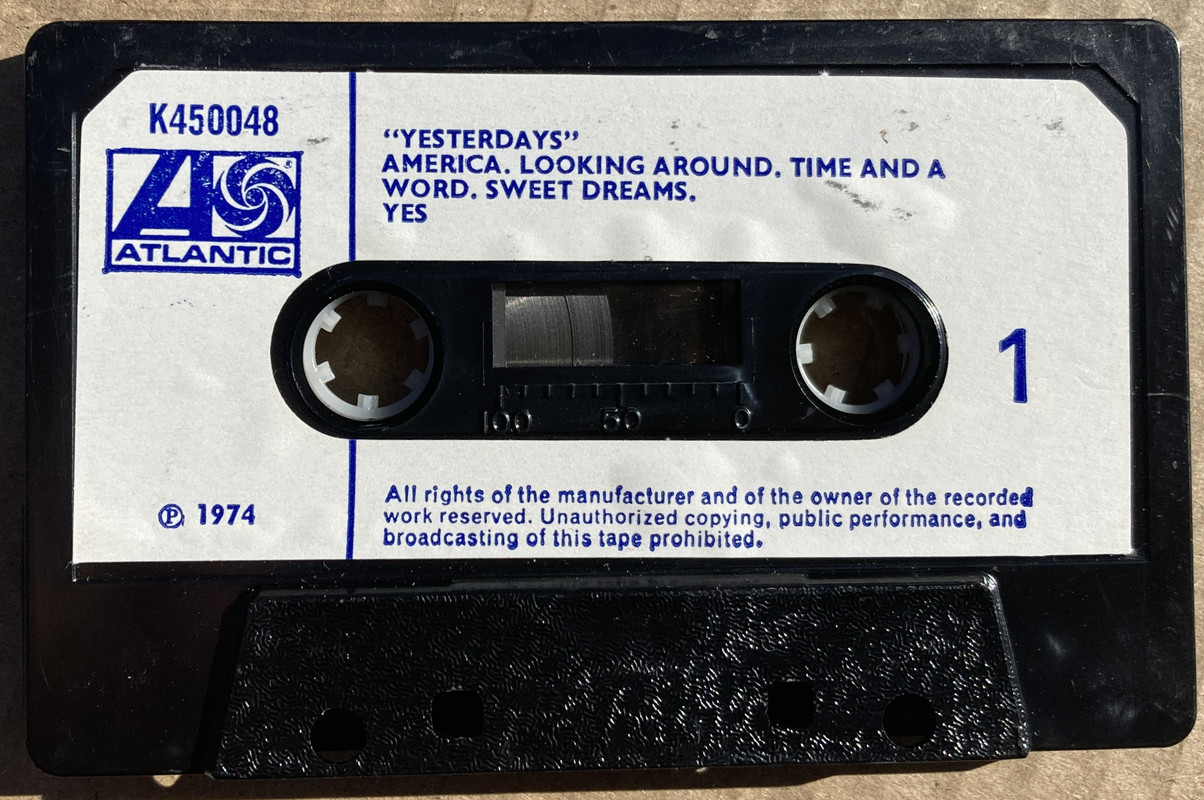 K450048
ATLANTIC
“YESTERDAYS”
AMERICA. LOOKING AROUND. TIME AND A
WORD. SWEET DREAMS.
YES
100 50 0
1
℗ 1974
All rights of the manufacturer and of the owner of the recorded
work reserved. Unauthorized copying, public performance, and
broadcasting of this tape prohibited.